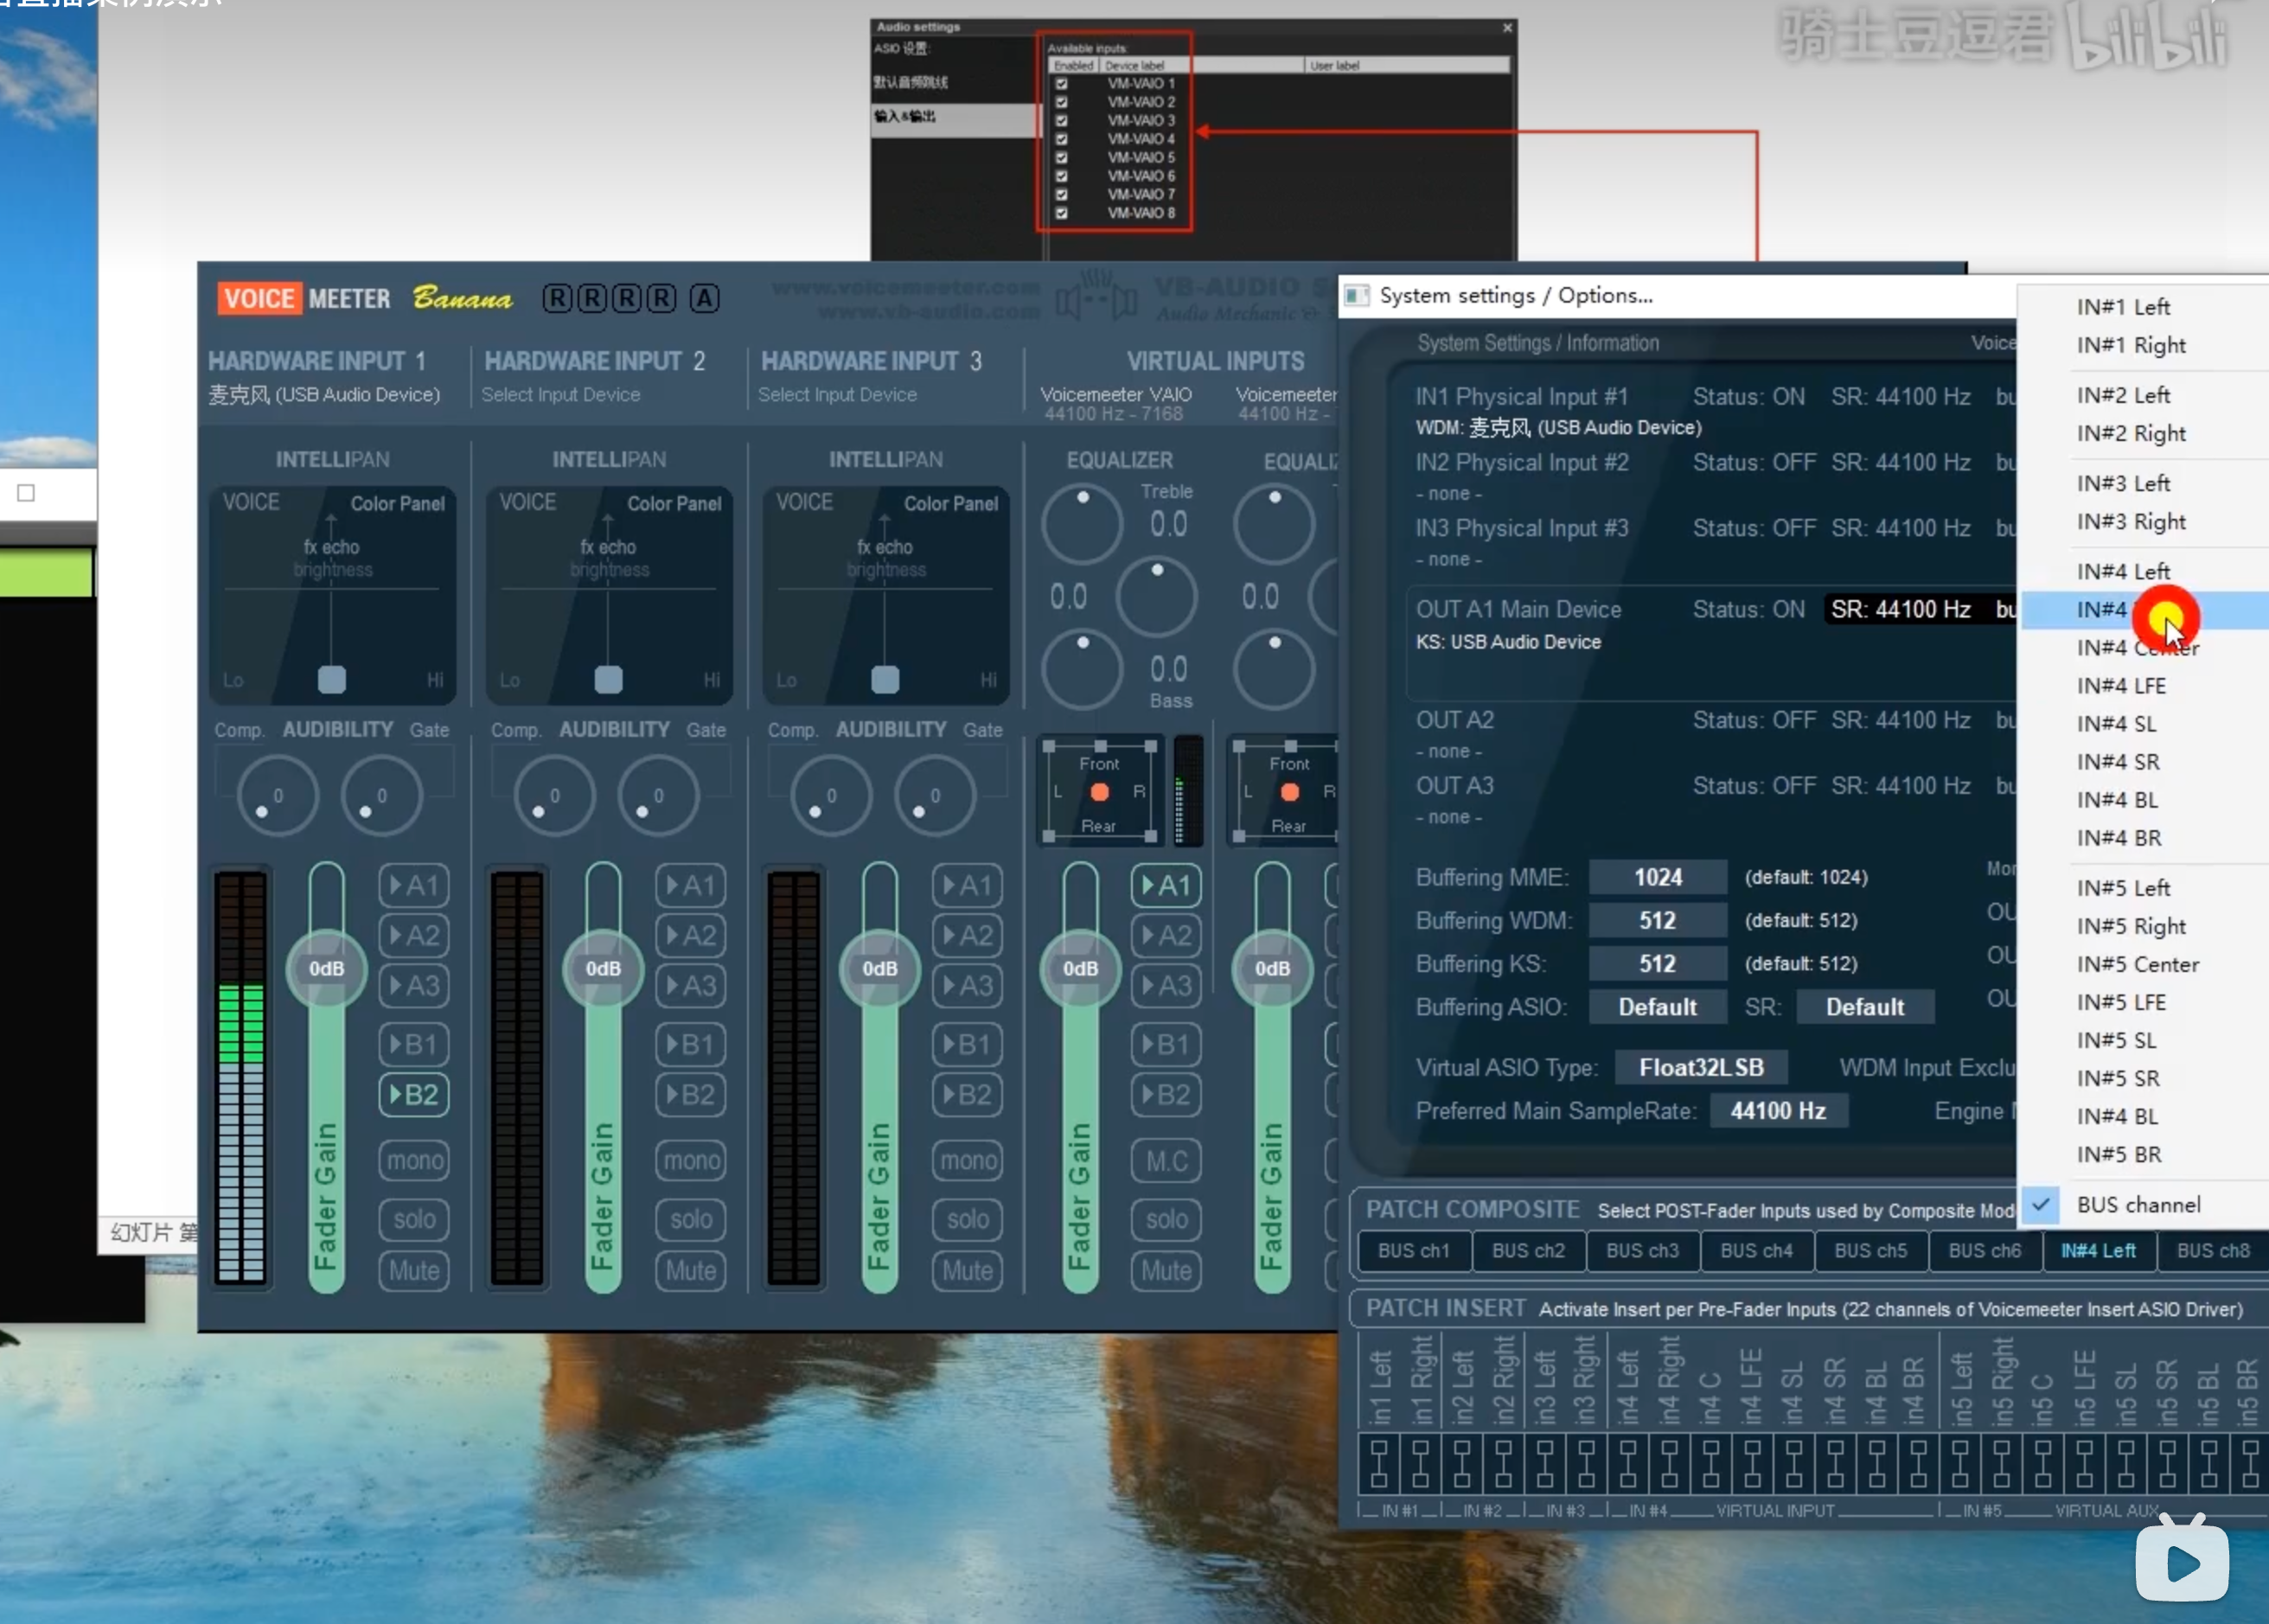 骑士豆逗君 bilibili
Audio settings
ASIO 设置:
默认音频跳线
输入&输出
Available inputs:
Enabled Device label User label
VM-VAIO 1
VM-VAIO 2
VM-VAIO 3
VM-VAIO 4
VM-VAIO 5
VM-VAIO 6
VM-VAIO 7
VM-VAIO 8
VOICE MEETER Banana R R R R A
www.voicemeeter.com
www.vb-audio.com
VB-AUDIO
Audio Mechanic &
HARDWARE INPUT 1
麦克风 (USB Audio Device)
HARDWARE INPUT 2
Select Input Device
HARDWARE INPUT 3
Select Input Device
VIRTUAL INPUTS
Voicemeeter VAIO
44100 Hz - 7168
Voicemeeter
44100 Hz -
INTELLIPAN
VOICE Color Panel
fx echo
brightness
Lo Hi
Comp. AUDIBILITY Gate
0 0
INTELLIPAN
VOICE Color Panel
fx echo
brightness
Lo Hi
Comp. AUDIBILITY Gate
0 0
INTELLIPAN
VOICE Color Panel
fx echo
brightness
Lo Hi
Comp. AUDIBILITY Gate
0 0
EQUALIZER
Treble
0.0
0.0
0.0
Bass
Front
L R
Rear
0.0
Front
L R
Rear
0dB
Fader Gain
A1
A2
A3
B1
B2
mono
solo
Mute
0dB
Fader Gain
A1
A2
A3
B1
B2
mono
solo
Mute
0dB
Fader Gain
A1
A2
A3
B1
B2
mono
solo
Mute
0dB
Fader Gain
A1
A2
A3
B1
B2
M.C
solo
Mute
0dB
Fader Gain
幻灯片 第
System settings / Options...
System Settings / Information
IN1 Physical Input #1 Status: ON SR: 44100 Hz
WDM: 麦克风 (USB Audio Device)
IN2 Physical Input #2 Status: OFF SR: 44100 Hz
- none -
IN3 Physical Input #3 Status: OFF SR: 44100 Hz
- none -
OUT A1 Main Device Status: ON SR: 44100 Hz
KS: USB Audio Device
OUT A2 Status: OFF SR: 44100 Hz
- none -
OUT A3 Status: OFF SR: 44100 Hz
- none -
Buffering MME: 1024 (default: 1024)
Buffering WDM: 512 (default: 512)
Buffering KS: 512 (default: 512)
Buffering ASIO: Default SR: Default
Virtual ASIO Type: Float32LSB WDM Input
Preferred Main SampleRate: 44100 Hz Engine
IN#1 Left
IN#1 Right
IN#2 Left
IN#2 Right
IN#3 Left
IN#3 Right
IN#4 Left
IN#4
IN#4 Center
IN#4 LFE
IN#4 SL
IN#4 SR
IN#4 BL
IN#4 BR
IN#5 Left
IN#5 Right
IN#5 Center
IN#5 LFE
IN#5 SL
IN#5 SR
IN#4 BL
IN#5 BR
BUS channel
PATCH COMPOSITE Select POST-Fader Inputs used by Composite
BUS ch1 BUS ch2 BUS ch3 BUS ch4 BUS ch5 BUS ch6 IN#4 Left BUS ch8
PATCH INSERT Activate Insert per Pre-Fader Inputs (22 channels of Voicemeeter Insert ASIO Driver)
in1 Left in1 Right in2 Left in2 Right in3 Left in3 Right in4 Left in4 Right in4 C in4 LFE in4 SL in4 SR in4 BL in4 BR in5 Left in5 Right in5 C in5 LFE in5 SL in5 SR in5 BL in5 BR
IN #1 IN #2 IN #3 IN #4 VIRTUAL INPUT IN #5 VIRTUAL AUX